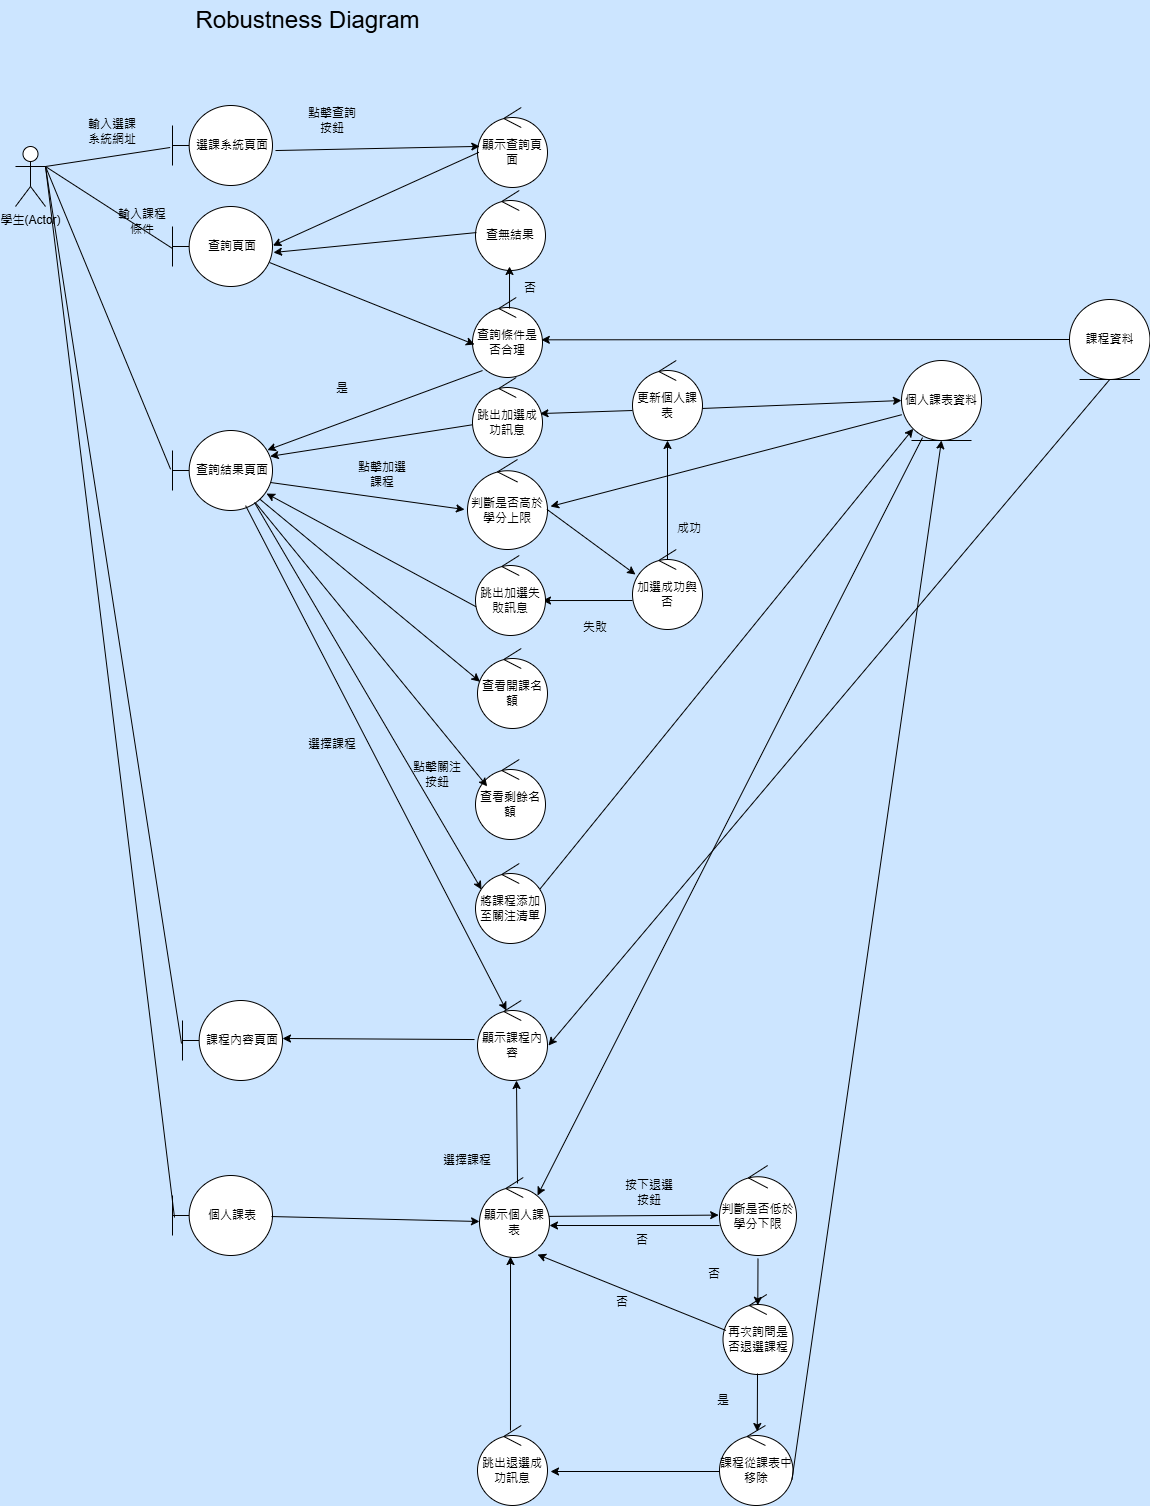 Robustness Diagram
輸入選課
系統網址
點擊查詢
按鈕
選課系統頁面
顯示查詢頁
面
學生(Actor)
輸入課程
條件
查詢頁面
查無結果
否
查詢條件是
否合理
課程資料
是
跳出加選成
功訊息
更新個人課
表
個人課表資料
查詢結果頁面
點擊加選
課程
判斷是否高於
學分上限
成功
跳出加選失
敗訊息
加選成功與
否
失敗
查看開課名
額
選擇課程
點擊關注
按鈕
查看剩餘名
額
將課程添加
至關注清單
課程內容頁面
顯示課程內
容
選擇課程
個人課表
顯示個人課
表
按下退選
按鈕
判斷是否低於
學分下限
否
否
否
再次詢問是
否退選課程
是
跳出退選成
功訊息
課程從課表中
移除